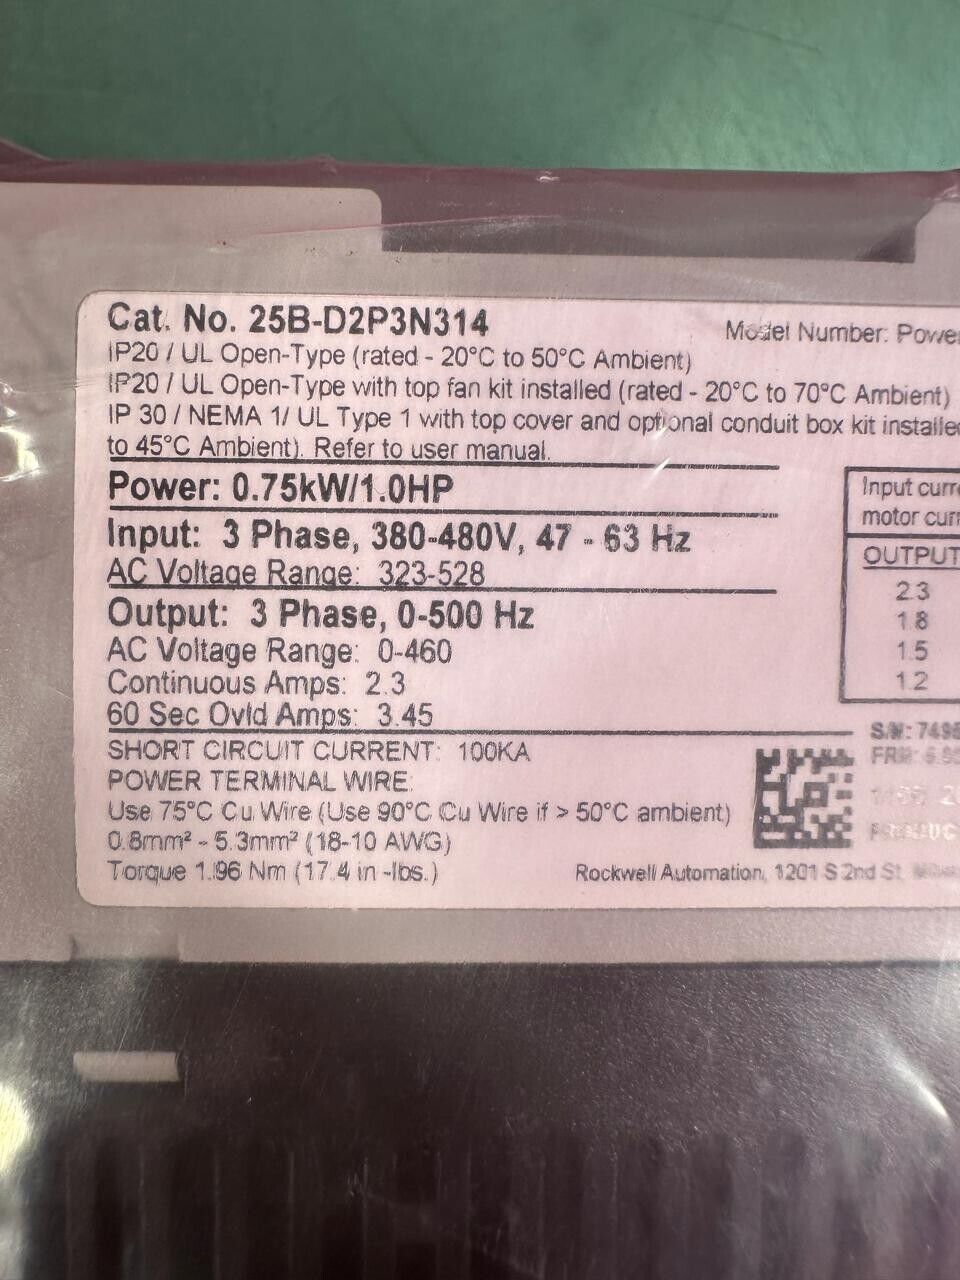 Cat. No. 25B-D2P3N314
Model Number: Power
IP20 / UL Open-Type (rated - 20°C to 50°C Ambient)
IP20 / UL Open-Type with top fan kit installed (rated - 20°C to 70°C Ambient)
IP 30 / NEMA 1/ UL Type 1 with top cover and optional conduit box kit installed
to 45°C Ambient). Refer to user manual.
Power: 0.75kW/1.0HP
Input: 3 Phase, 380-480V, 47 - 63 Hz
AC Voltage Range: 323-528
Output: 3 Phase, 0-500 Hz
AC Voltage Range: 0-460
Continuous Amps: 2.3
60 Sec Ovld Amps: 3.45
Input curre
motor curr
OUTPUT
2.3
1.8
1.5
1.2
SHORT CIRCUIT CURRENT: 100KA
POWER TERMINAL WIRE:
Use 75°C Cu Wire (Use 90°C Cu Wire if > 50°C ambient)
0.8mm² - 5.3mm² (18-10 AWG)
Torque 1.96 Nm (17.4 in -lbs.)
S/N: 7495
Rockwell Automation, 1201 S 2nd St.